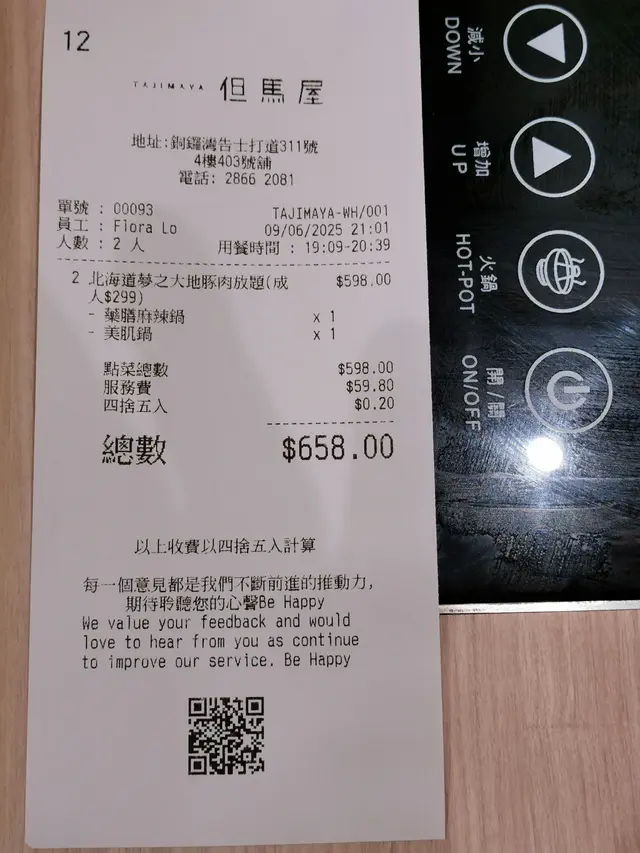 12
TAJIMAYA 但馬屋
地址:銅鑼灣告士打道311號
4樓403號舖
電話: 2866 2081
單號 : 00093 TAJIMAYA-WH/001
員工 : Flora Lo 09/06/2025 21:01
人數 : 2 人 用餐時間 : 19:09-20:39
2 北海道夢之大地豚肉放題(成 $598.00
人$299)
- 藥膳麻辣鍋 x 1
- 美肌鍋 x 1
點菜總數 $598.00
服務費 $59.80
四捨五入 $0.20
總數 $658.00
以上收費以四捨五入計算
每一個意見都是我們不斷前進的推動力,
期待聆聽您的心聲Be Happy
We value your feedback and would
love to hear from you as continue
to improve our service. Be Happy
減小
DOWN
增加
UP
火鍋
HOT-POT
開/關
ON/OFF